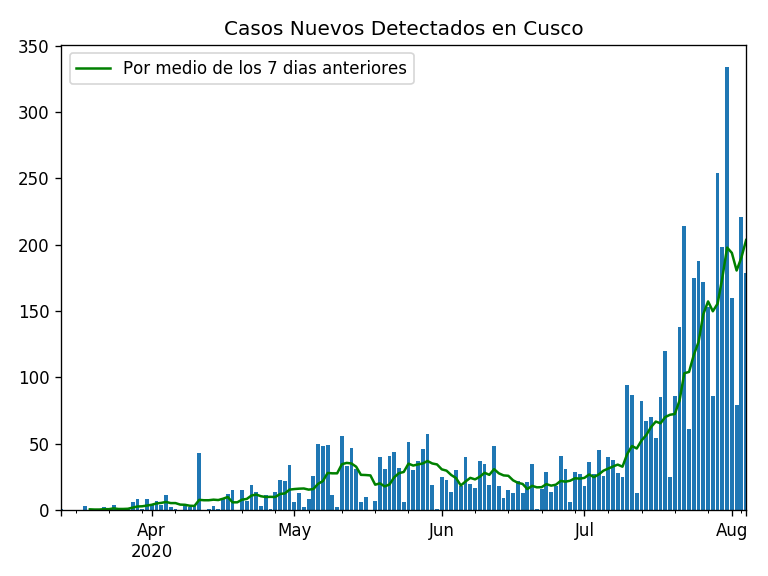 Casos Nuevos Detectados en Cusco
Por medio de los 7 dias anteriores
350
300
250
200
150
100
50
0
Apr
2020
May
Jun
Jul
Aug